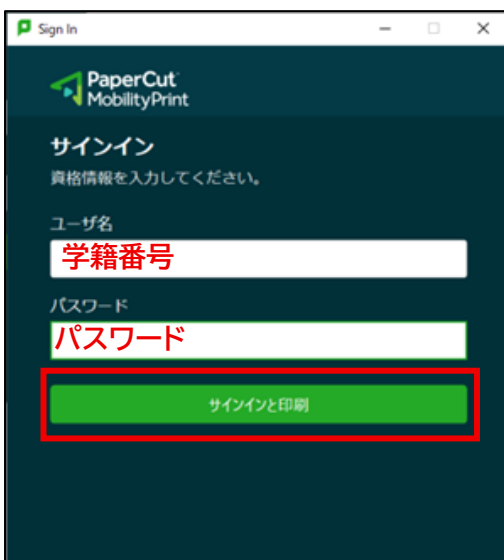 Sign In
PaperCut
MobilityPrint
サインイン
資格情報を入力してください。
ユーザ名
学籍番号
パスワード
パスワード
サインインと印刷